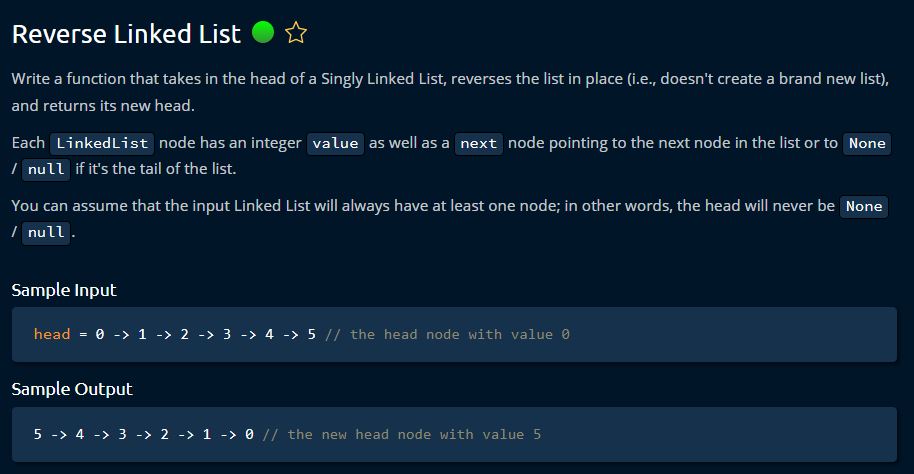 Reverse Linked List
Write a function that takes in the head of a Singly Linked List, reverses the list in place (i.e., doesn't create a brand new list),
and returns its new head.
Each LinkedList node has an integer value as well as a next node pointing to the next node in the list or to None
/ null if it's the tail of the list.
You can assume that the input Linked List will always have at least one node; in other words, the head will never be None
/ null.
Sample Input
head = 0 -> 1 -> 2 -> 3 -> 4 -> 5 // the head node with value 0
Sample Output
5 -> 4 -> 3 -> 2 -> 1 -> 0 // the new head node with value 5